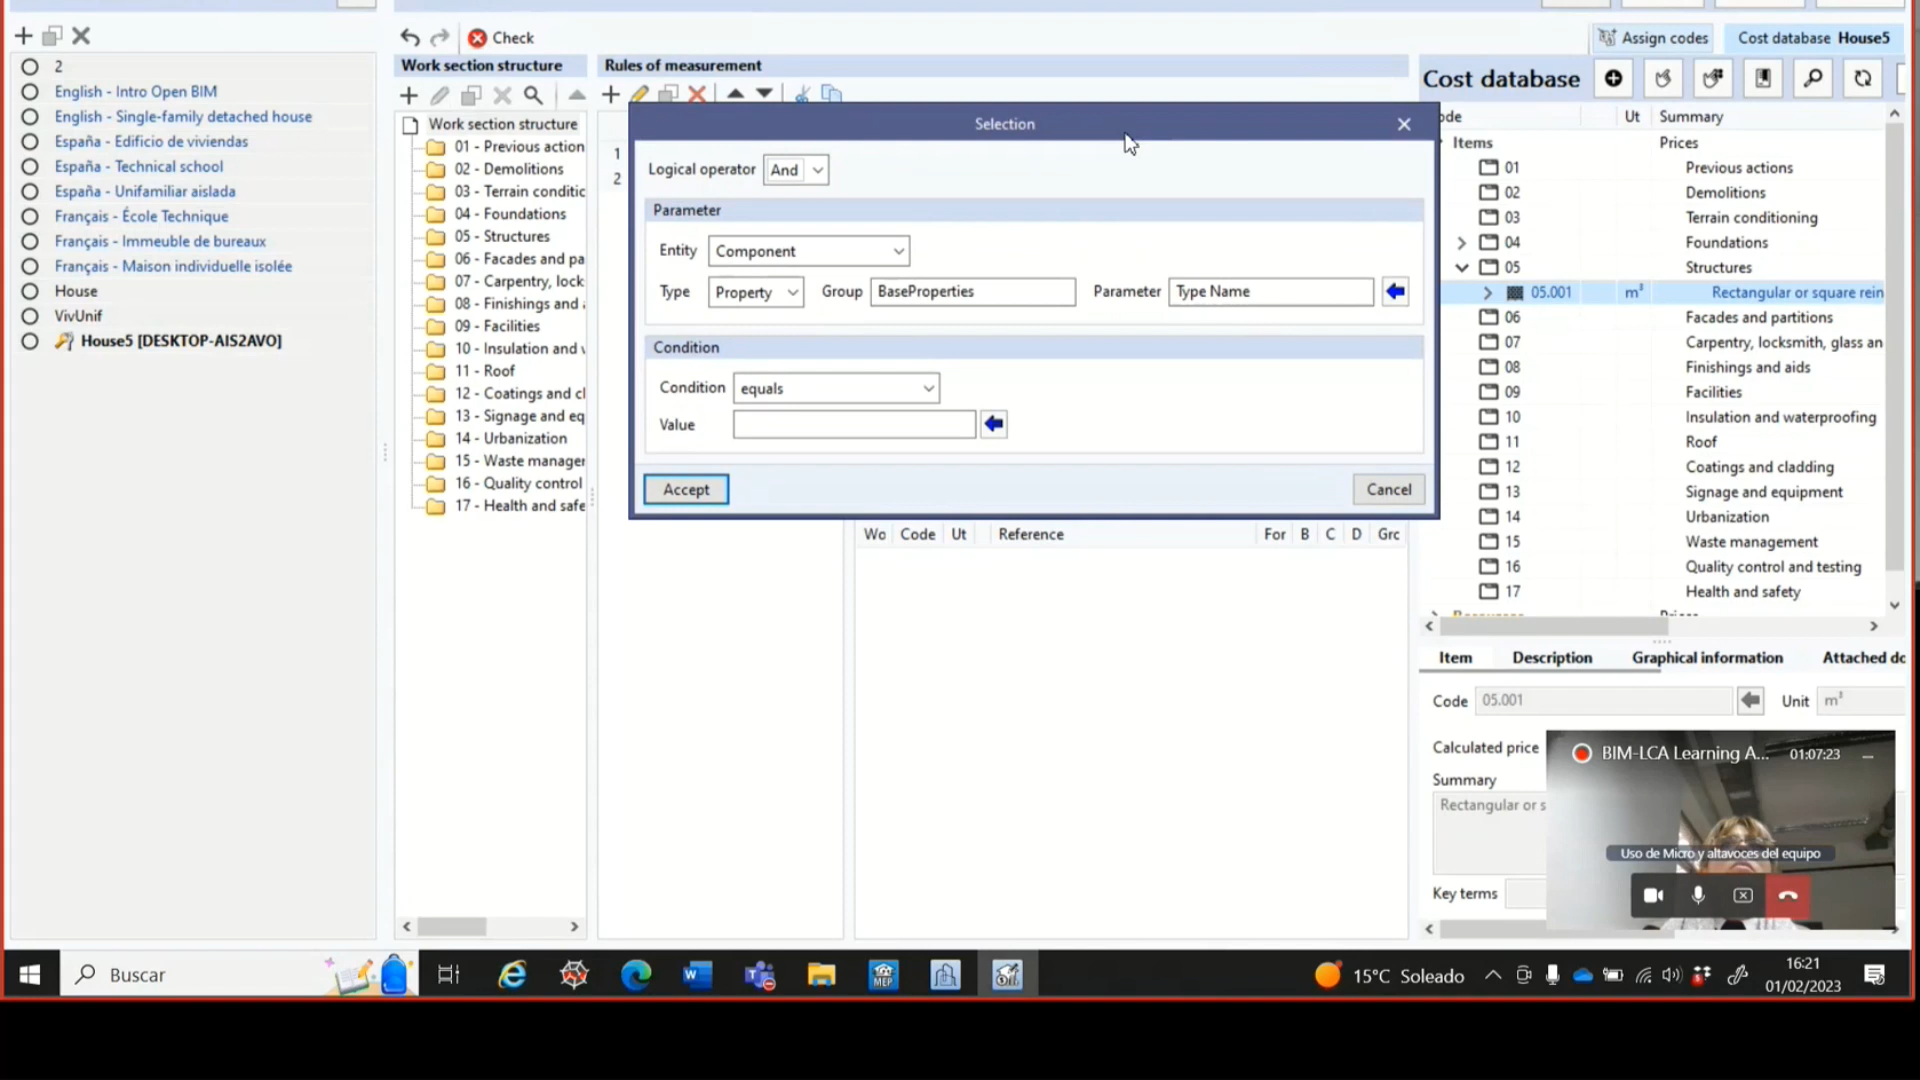 Check
Assign codes
Cost database House5
2
English - Intro Open BIM
English - Single-family detached house
España - Edificio de viviendas
España - Technical school
España - Unifamiliar aislada
Français - École Technique
Français - Immeuble de bureaux
Français - Maison individuelle isolée
House
VivUnif
House5 [DESKTOP-AIS2AVO]
Work section structure
Work section structure
01 - Previous action
02 - Demolitions
03 - Terrain conditic
04 - Foundations
05 - Structures
06 - Facades and pa
07 - Carpentry, lock
08 - Finishings and
09 - Facilities
10 - Insulation and
11 - Roof
12 - Coatings and cl
13 - Signage and eq
14 - Urbanization
15 - Waste manager
16 - Quality control
17 - Health and safe
Rules of measurement
1
2
Selection
Logical operator And
Parameter
Entity Component
Type Property Group BaseProperties Parameter Type Name
Condition
Condition equals
Value
Accept Cancel
Wo Code Ut Reference For B C D Grc
Cost database
ode Ut Summary
Items Prices
01 Previous actions
02 Demolitions
03 Terrain conditioning
04 Foundations
05 Structures
05.001 m³ Rectangular or square rein
06 Facades and partitions
07 Carpentry, locksmith, glass an
08 Finishings and aids
09 Facilities
10 Insulation and waterproofing
11 Roof
12 Coatings and cladding
13 Signage and equipment
14 Urbanization
15 Waste management
16 Quality control and testing
17 Health and safety
Item Description Graphical information Attached do
Code 05.001 Unit m³
Calculated price
Summary
Rectangular or s
Key terms
BIM-LCA Learning A... 01:07:23
Uso de Micro y altavoces del equipo
Buscar
MEP
15°C Soleado
16:21
01/02/2023